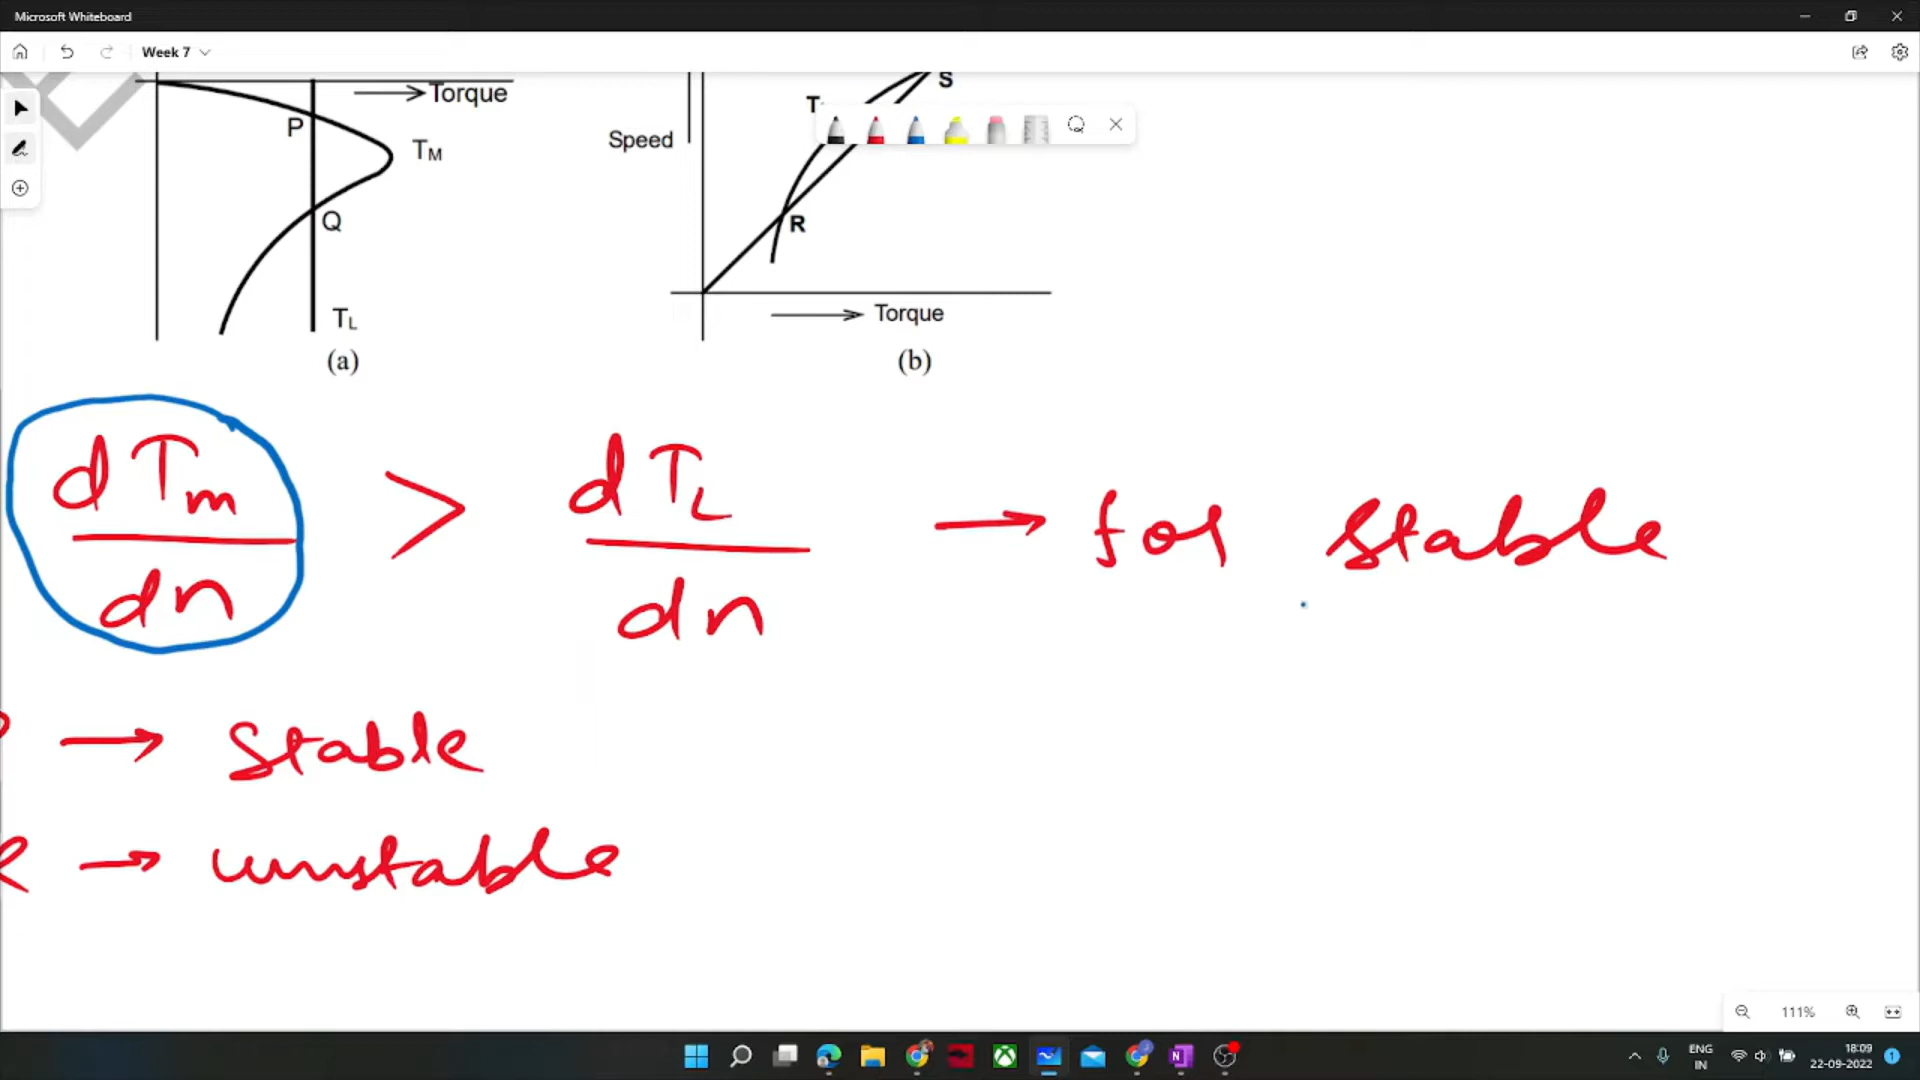 Microsoft Whiteboard
Week 7
Torque
P
TM
Q
TL
(a)
S
T
Speed
R
Torque
(b)
dTm/dn > dTL/dn → for stable
→ stable
→ unstable
111%
ENG
IN
18:09
22-09-2022
1